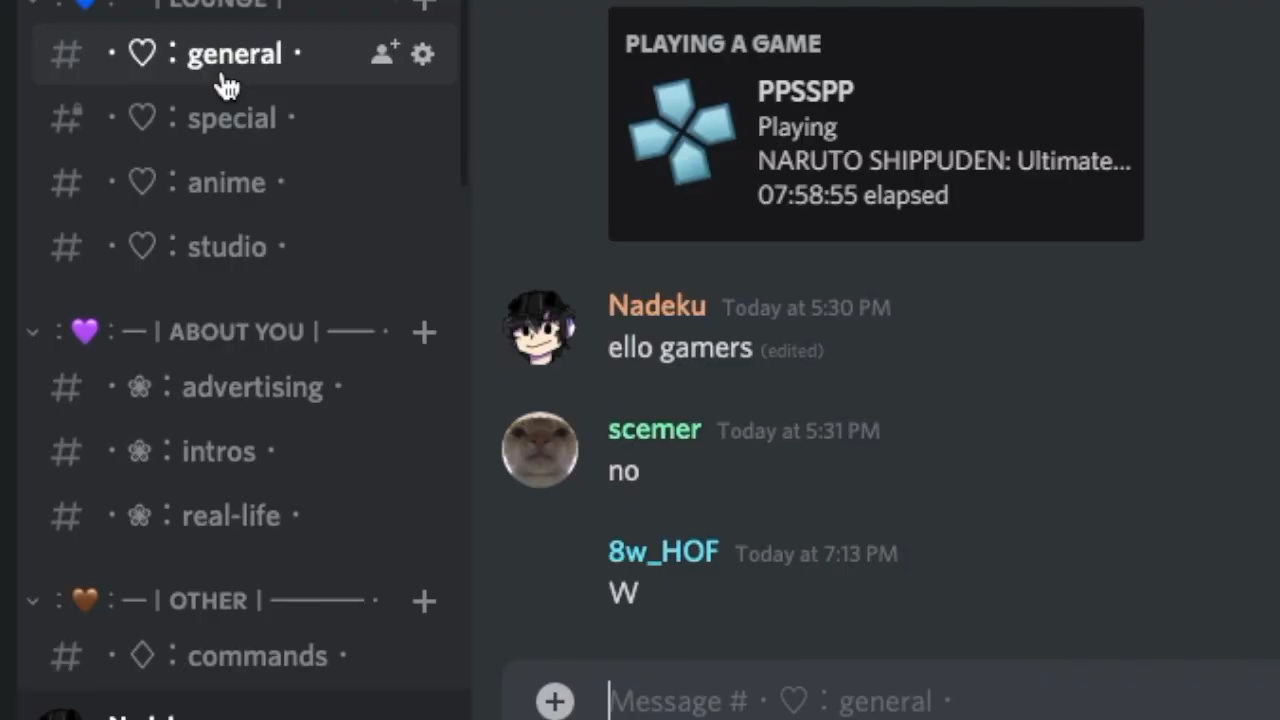 | LOUNGE |
# · ♡ : general ·
# · ♡ : special ·
# · ♡ : anime ·
# · ♡ : studio ·
: 💜 : — | ABOUT YOU | —— ·
# · ❀ : advertising ·
# · ❀ : intros ·
# · ❀ : real-life ·
: 🤎 : — | OTHER | ———— ·
# · ♢ : commands ·
PLAYING A GAME
PPSSPP
Playing
NARUTO SHIPPUDEN: Ultimate...
07:58:55 elapsed
Nadeku Today at 5:30 PM
ello gamers (edited)
scemer Today at 5:31 PM
no
8w_HOF Today at 7:13 PM
W
Message # · ♡ : general ·